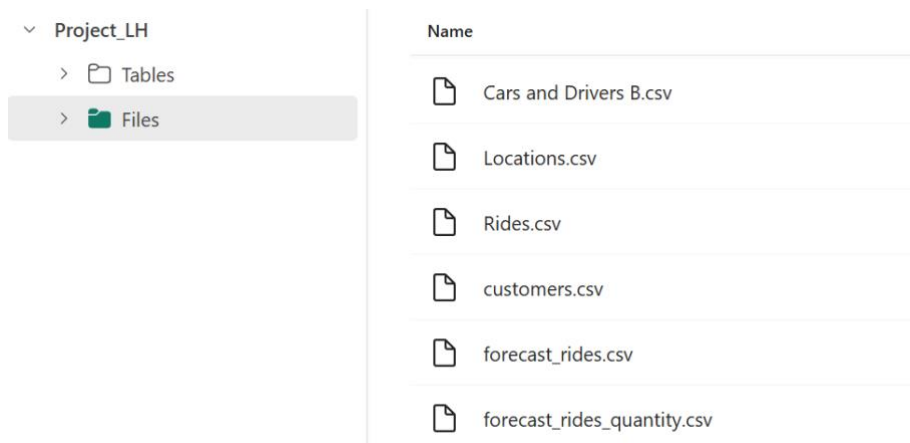 Project_LH
Tables
Files
Name
Cars and Drivers B.csv
Locations.csv
Rides.csv
customers.csv
forecast_rides.csv
forecast_rides_quantity.csv